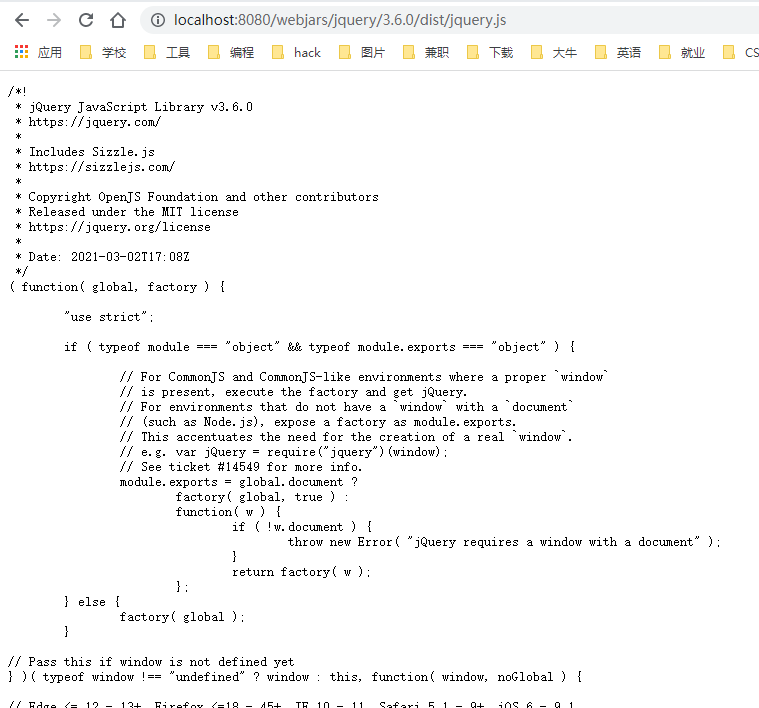 localhost:8080/webjars/jquery/3.6.0/dist/jquery.js
应用 学校 工具 编程 hack 图片 兼职 下载 大牛 英语 就业 CS
/*!
 * jQuery JavaScript Library v3.6.0
 * https://jquery.com/
 *
 * Includes Sizzle.js
 * https://sizzlejs.com/
 *
 * Copyright OpenJS Foundation and other contributors
 * Released under the MIT license
 * https://jquery.org/license
 *
 * Date: 2021-03-02T17:08Z
 */
( function( global, factory ) {
"use strict";
if ( typeof module === "object" && typeof module.exports === "object" ) {
// For CommonJS and CommonJS-like environments where a proper `window`
// is present, execute the factory and get jQuery.
// For environments that do not have a `window` with a `document`
// (such as Node.js), expose a factory as module.exports.
// This accentuates the need for the creation of a real `window`.
// e.g. var jQuery = require("jquery")(window);
// See ticket #14549 for more info.
module.exports = global.document ?
factory( global, true ) :
function( w ) {
if ( !w.document ) {
throw new Error( "jQuery requires a window with a document" );
}
return factory( w );
};
} else {
factory( global );
}
// Pass this if window is not defined yet
} )( typeof window !== "undefined" ? window : this, function( window, noGlobal ) {
// Edge <= 12 - 13+, Firefox <=18 - 45+, IE 10 - 11, Safari 5.1 - 9+, iOS 6 - 9.1